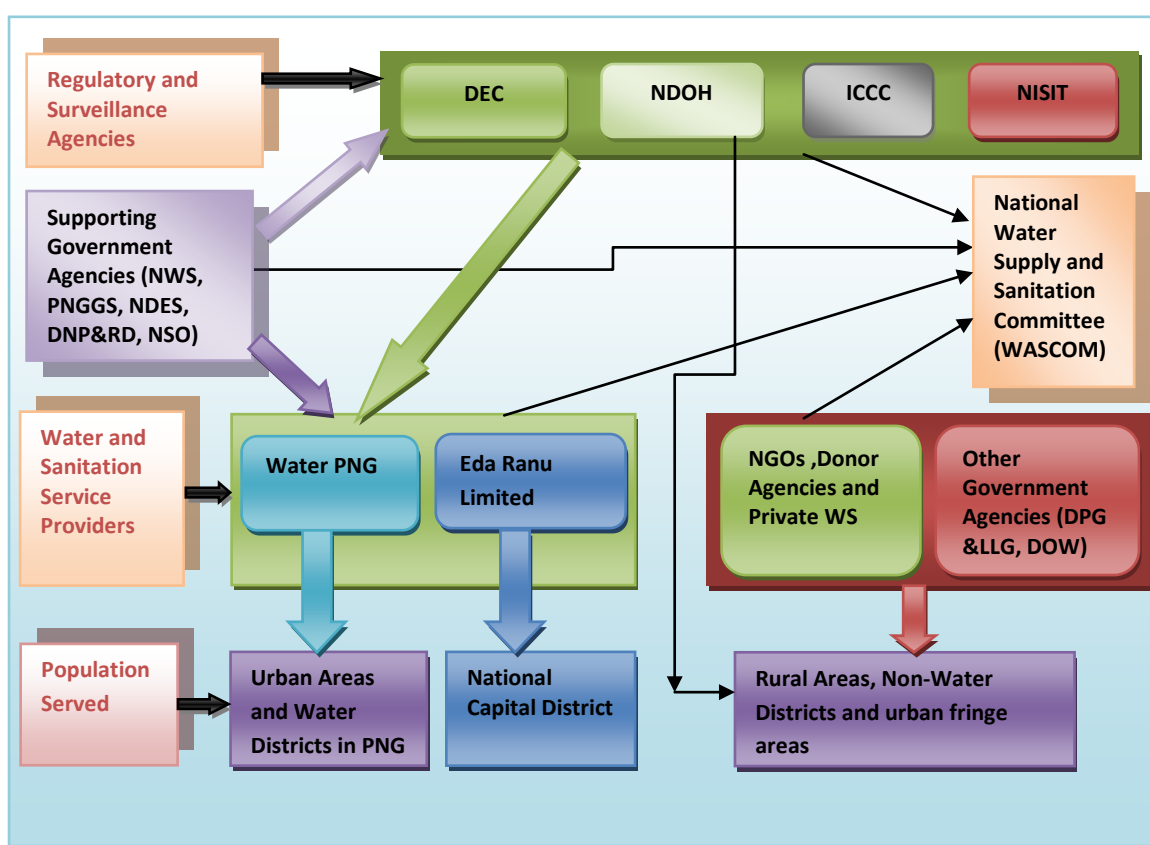 Regulatory and
Surveillance
Agencies
DEC
NDOH
ICCC
NISIT
Supporting
Government
Agencies (NWS,
PNGGS, NDES,
DNP&RD, NSO)
National
Water
Supply and
Sanitation
Committee
(WASCOM)
Water and
Sanitation
Service
Providers
Water PNG
Eda Ranu
Limited
NGOs ,Donor
Agencies and
Private WS
Other
Government
Agencies (DPG
&LLG, DOW)
Population
Served
Urban Areas
and Water
Districts in PNG
National
Capital District
Rural Areas, Non-Water
Districts and urban fringe
areas